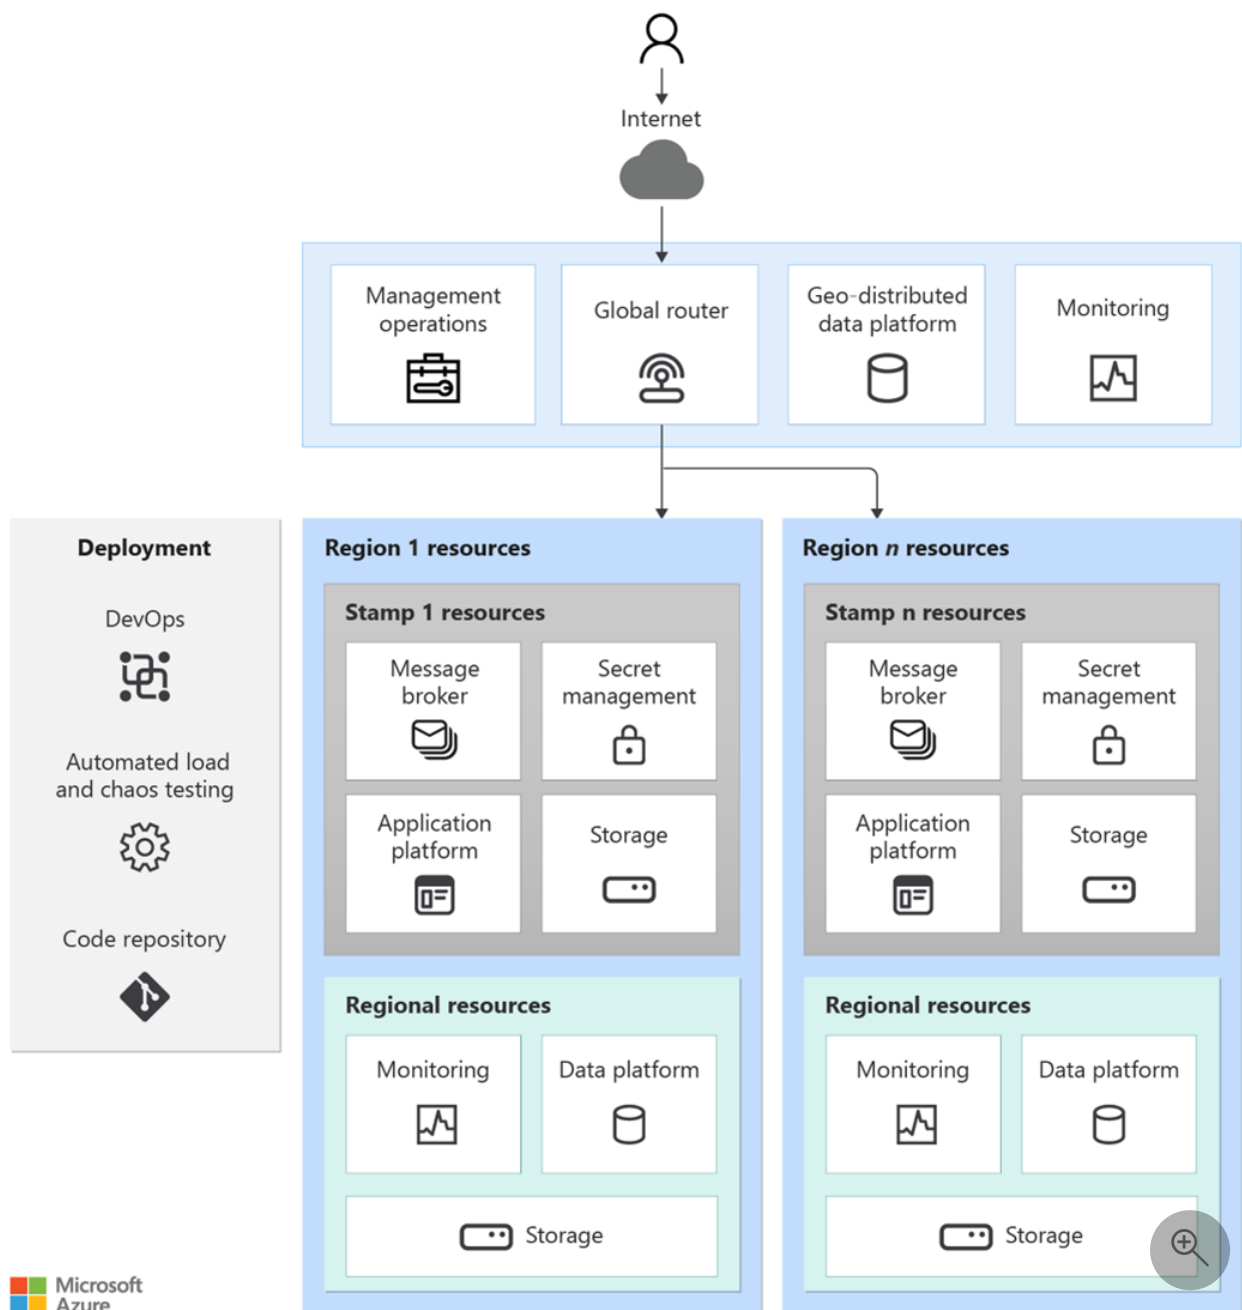 Internet
Management
operations
Global router
Geo-distributed
data platform
Monitoring
Deployment
DevOps
Automated load
and chaos testing
Code repository
Region 1 resources
Stamp 1 resources
Message
broker
Secret
management
Application
platform
Storage
Regional resources
Monitoring
Data platform
Storage
Region n resources
Stamp n resources
Message
broker
Secret
management
Application
platform
Storage
Regional resources
Monitoring
Data platform
Storage
Microsoft
Azure